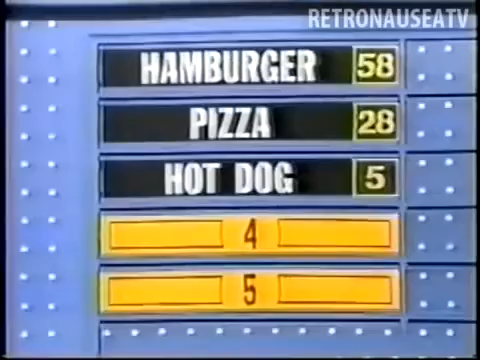 RETRONAUSEATV
HAMBURGER 58
PIZZA 28
HOT DOG 5
4
5